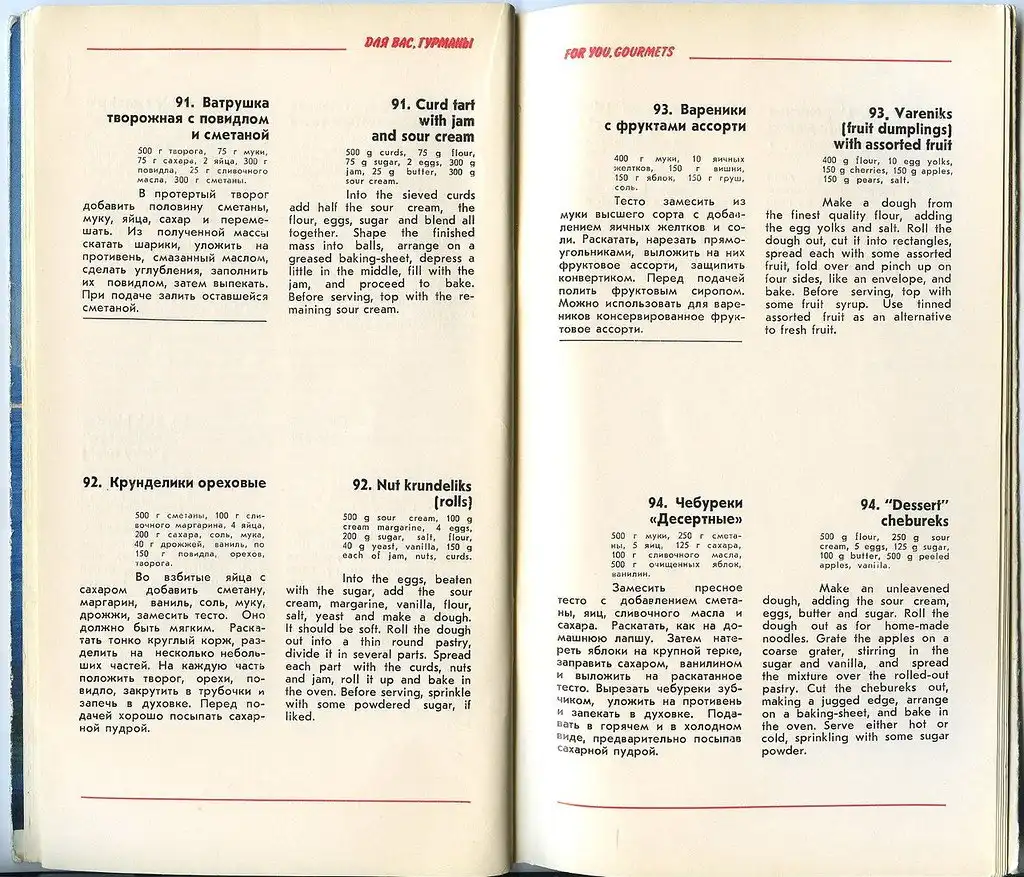 ДЛЯ ВАС, ГУРМАНЫ
91. Ватрушка
творожная с повидлом
и сметаной
500 г творога, 75 г муки,
75 г сахара, 2 яйца, 300 г
повидла, 25 г сливочного
масла, 300 г сметаны.
В протертый творог
добавить половину сметаны,
муку, яйца, сахар и переме-
шать. Из полученной массы
скатать шарики, уложить на
противень, смазанный маслом,
сделать углубления, заполнить
их повидлом, затем выпекать.
При подаче залить оставшейся
сметаной.
91. Curd tart
with jam
and sour cream
500 g curds, 75 g flour,
75 g sugar, 2 eggs, 300 g
jam, 25 g butter, 300 g
sour cream.
Into the sieved curds
add half the sour cream, the
flour, eggs, sugar and blend all
together. Shape the finished
mass into balls, arrange on a
greased baking-sheet, depress a
little in the middle, fill with the
jam, and proceed to bake.
Before serving, top with the re-
maining sour cream.
92. Крунделики ореховые
500 г сметаны, 100 г сли-
вочного маргарина, 4 яйца,
200 г сахара, соль, мука,
40 г дрожжей, ваниль, по
150 г повидла, орехов,
творога.
Во взбитые яйца с
сахаром добавить сметану,
маргарин, ваниль, соль, муку,
дрожжи, замесить тесто. Оно
должно быть мягким. Раска-
тать тонко круглый корж, раз-
делить на несколько неболь-
ших частей. На каждую часть
положить творог, орехи, по-
видло, закрутить в трубочки и
запечь в духовке. Перед по-
дачей хорошо посыпать сахар-
ной пудрой.
92. Nut krundeliks
(rolls)
500 g sour cream, 100 g
cream margarine, 4 eggs,
200 g sugar, salt, flour,
40 g yeast, vanilla, 150 g
each of jam, nuts, curds.
Into the eggs, beaten
with the sugar, add the sour
cream, margarine, vanilla, flour,
salt, yeast and make a dough.
It should be soft. Roll the dough
out into a thin round pastry,
divide it in several parts. Spread
each part with the curds, nuts
and jam, roll it up and bake in
the oven. Before serving, sprinkle
with some powdered sugar, if
liked.
FOR YOU, GOURMETS
93. Вареники
с фруктами ассорти
400 г муки, 10 яичных
желтков, 150 г вишни,
150 г яблок, 150 г груш,
соль.
Тесто замесить из
муки высшего сорта с добав-
лением яичных желтков и со-
ли. Раскатать, нарезать прямо-
угольниками, выложить на них
фруктовое ассорти, защипить
конвертиком. Перед подачей
полить фруктовым сиропом.
Можно использовать для варе-
ников консервированное фрук-
товое ассорти.
93. Vareniks
(fruit dumplings)
with assorted fruit
400 g flour, 10 egg yolks,
150 g cherries, 150 g apples,
150 g pears, salt.
Make a dough from
the finest quality flour, adding
the egg yolks and salt. Roll the
dough out, cut it into rectangles,
spread each with some assorted
fruit, fold over and pinch up on
four sides, like an envelope, and
bake. Before serving, top with
some fruit syrup. Use tinned
assorted fruit as an alternative
to fresh fruit.
94. Чебуреки
«Десертные»
500 г муки, 250 г смета-
ны, 5 яиц, 125 г сахара,
100 г сливочного масла,
500 г очищенных яблок,
ванилин.
Замесить пресное
тесто с добавлением смета-
ны, яиц, сливочного масла и
сахара. Раскатать, как на до-
машнюю лапшу. Затем нате-
реть яблоки на крупной терке,
заправить сахаром, ванилином
и выложить на раскатанное
тесто. Вырезать чебуреки зуб-
чиком, уложить на противень
и запекать в духовке. Пода-
вать в горячем и в холодном
виде, предварительно посыпав
сахарной пудрой.
94. "Dessert"
chebureks
500 g flour, 250 g sour
cream, 5 eggs, 125 g sugar,
100 g butter, 500 g peeled
apples, vanilla.
Make an unleavened
dough, adding the sour cream,
eggs, butter and sugar. Roll the
dough out as for home-made
noodles. Grate the apples on a
coarse grater, stirring in the
sugar and vanilla, and spread
the mixture over the rolled-out
pastry. Cut the chebureks out,
making a jugged edge, arrange
on a baking-sheet, and bake in
the oven. Serve either hot or
cold, sprinkling with some sugar
powder.